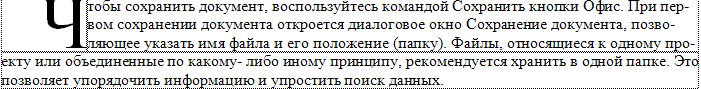 Чтобы сохранить документ, воспользуйтесь командой Сохранить кнопки Офис. При пер-
вом сохранении документа откроется диалоговое окно Сохранение документа, позво-
ляющее указать имя файла и его положение (папку). Файлы, относящиеся к одному про-
екту или объединенные по какому- либо иному принципу, рекомендуется хранить в одной папке. Это
позволяет упорядочить информацию и упростить поиск данных.